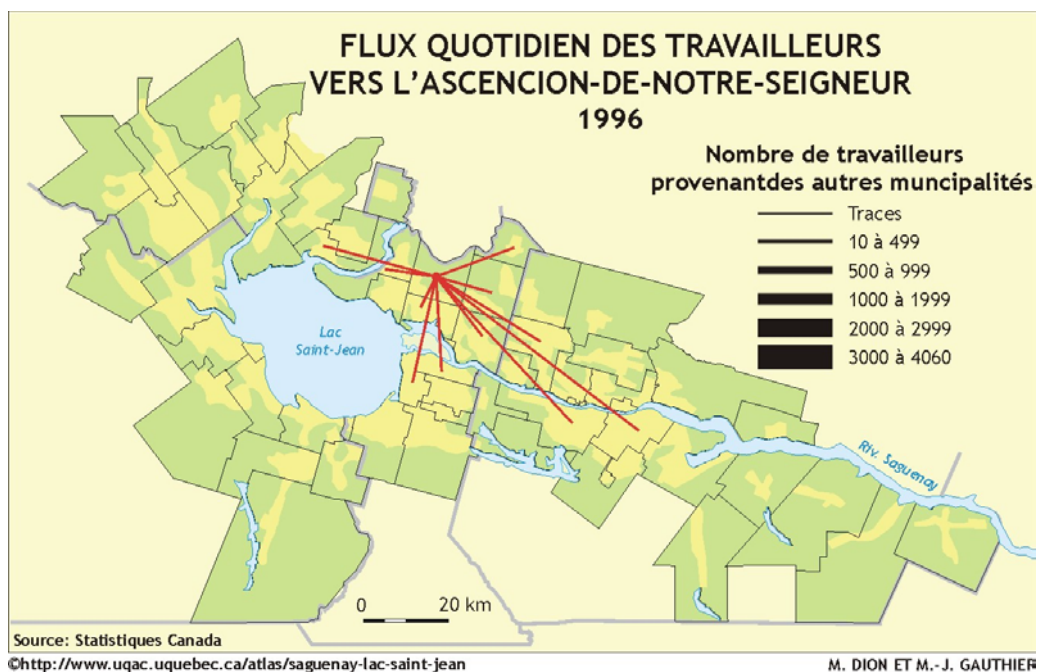 FLUX QUOTIDIEN DES TRAVAILLEURS
VERS L'ASCENCION-DE-NOTRE-SEIGNEUR
1996
Nombre de travailleurs
provenantdes autres muncipalités
Traces
10 à 499
500 à 999
1000 à 1999
2000 à 2999
3000 à 4060
Lac
Saint-Jean
Riv. Saguenay
0 20 km
Source: Statistiques Canada
©http://www.uqac.uquebec.ca/atlas/saguenay-lac-saint-jean
M. DION ET M.-J. GAUTHIER